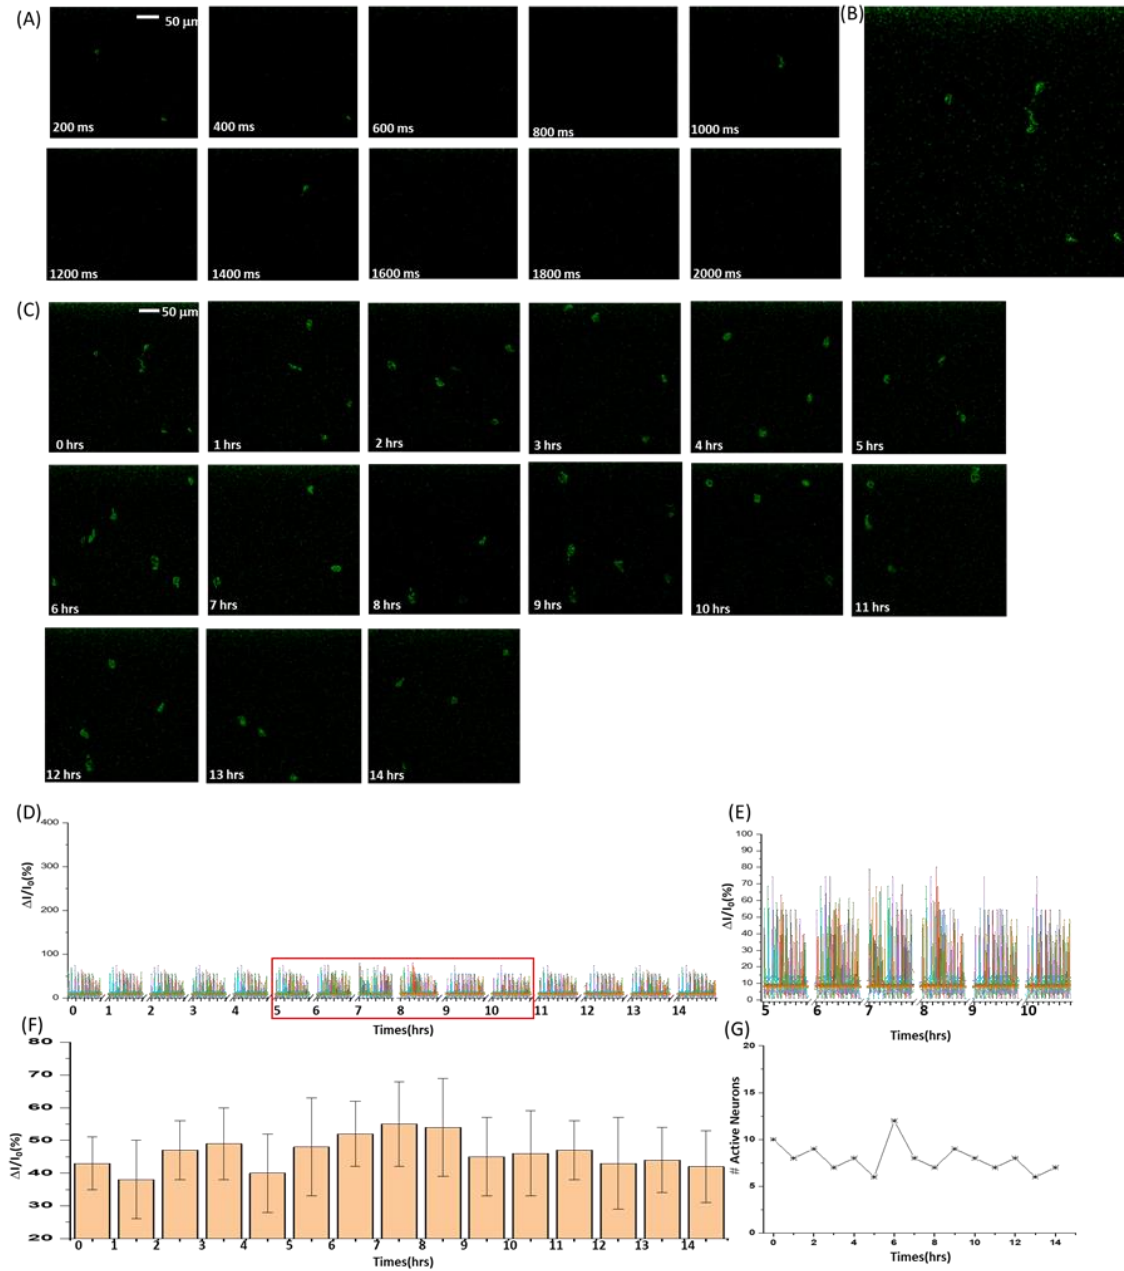 (A)
50 μm
(B)
200 ms
400 ms
600 ms
800 ms
1000 ms
1200 ms
1400 ms
1600 ms
1800 ms
2000 ms
(C)
50 μm
0 hrs
1 hrs
2 hrs
3 hrs
4 hrs
5 hrs
6 hrs
7 hrs
8 hrs
9 hrs
10 hrs
11 hrs
12 hrs
13 hrs
14 hrs
(D)
400
300
200
100
0
ΔI/I₀(%)
0 1 2 3 4 5 6 7 8 9 10 11 12 13 14
Times(hrs)
(E)
100
90
80
70
60
50
40
30
20
10
0
ΔI/I₀(%)
5 6 7 8 9 10
Times(hrs)
(F)
80
70
60
50
40
30
20
ΔI/I₀(%)
0 1 2 3 4 5 6 7 8 9 10 11 12 13 14
Times(hrs)
(G)
20
15
10
5
0
# Active Neurons
0 2 4 6 8 10 12 14
Times(hrs)